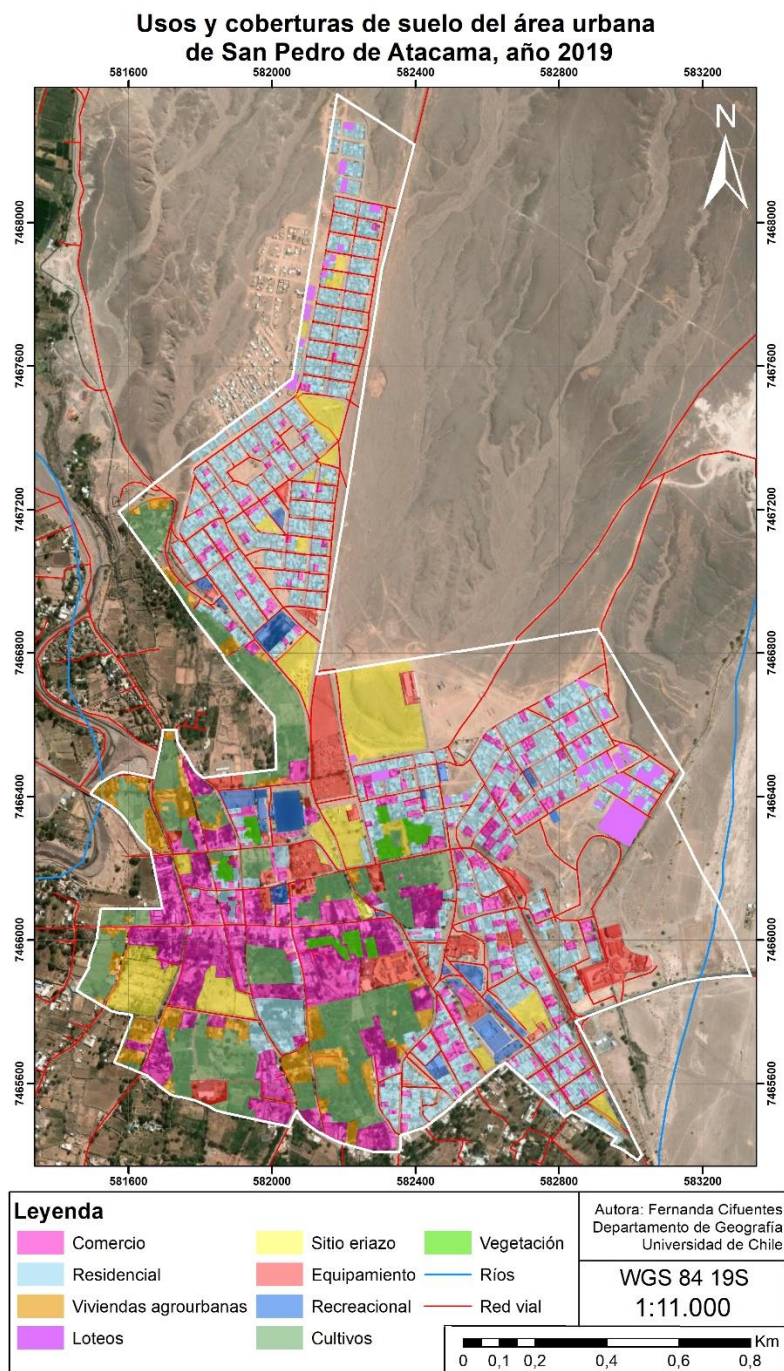 Usos y coberturas de suelo del área urbana
de San Pedro de Atacama, año 2019
581600 582000 582400 582800 583200
N
7468000 7468000
7467600 7467600
7467200 7467200
7466800 7466800
7466400 7466400
7466000 7466000
7465600 7465600
581600 582000 582400 582800 583200
Leyenda
Comercio
Residencial
Viviendas agrourbanas
Loteos
Sitio eriazo
Equipamiento
Recreacional
Cultivos
Vegetación
Ríos
Red vial
Autora: Fernanda Cifuentes
Departamento de Geografía
Universidad de Chile
WGS 84 19S
1:11.000
Km
0 0,1 0,2 0,4 0,6 0,8